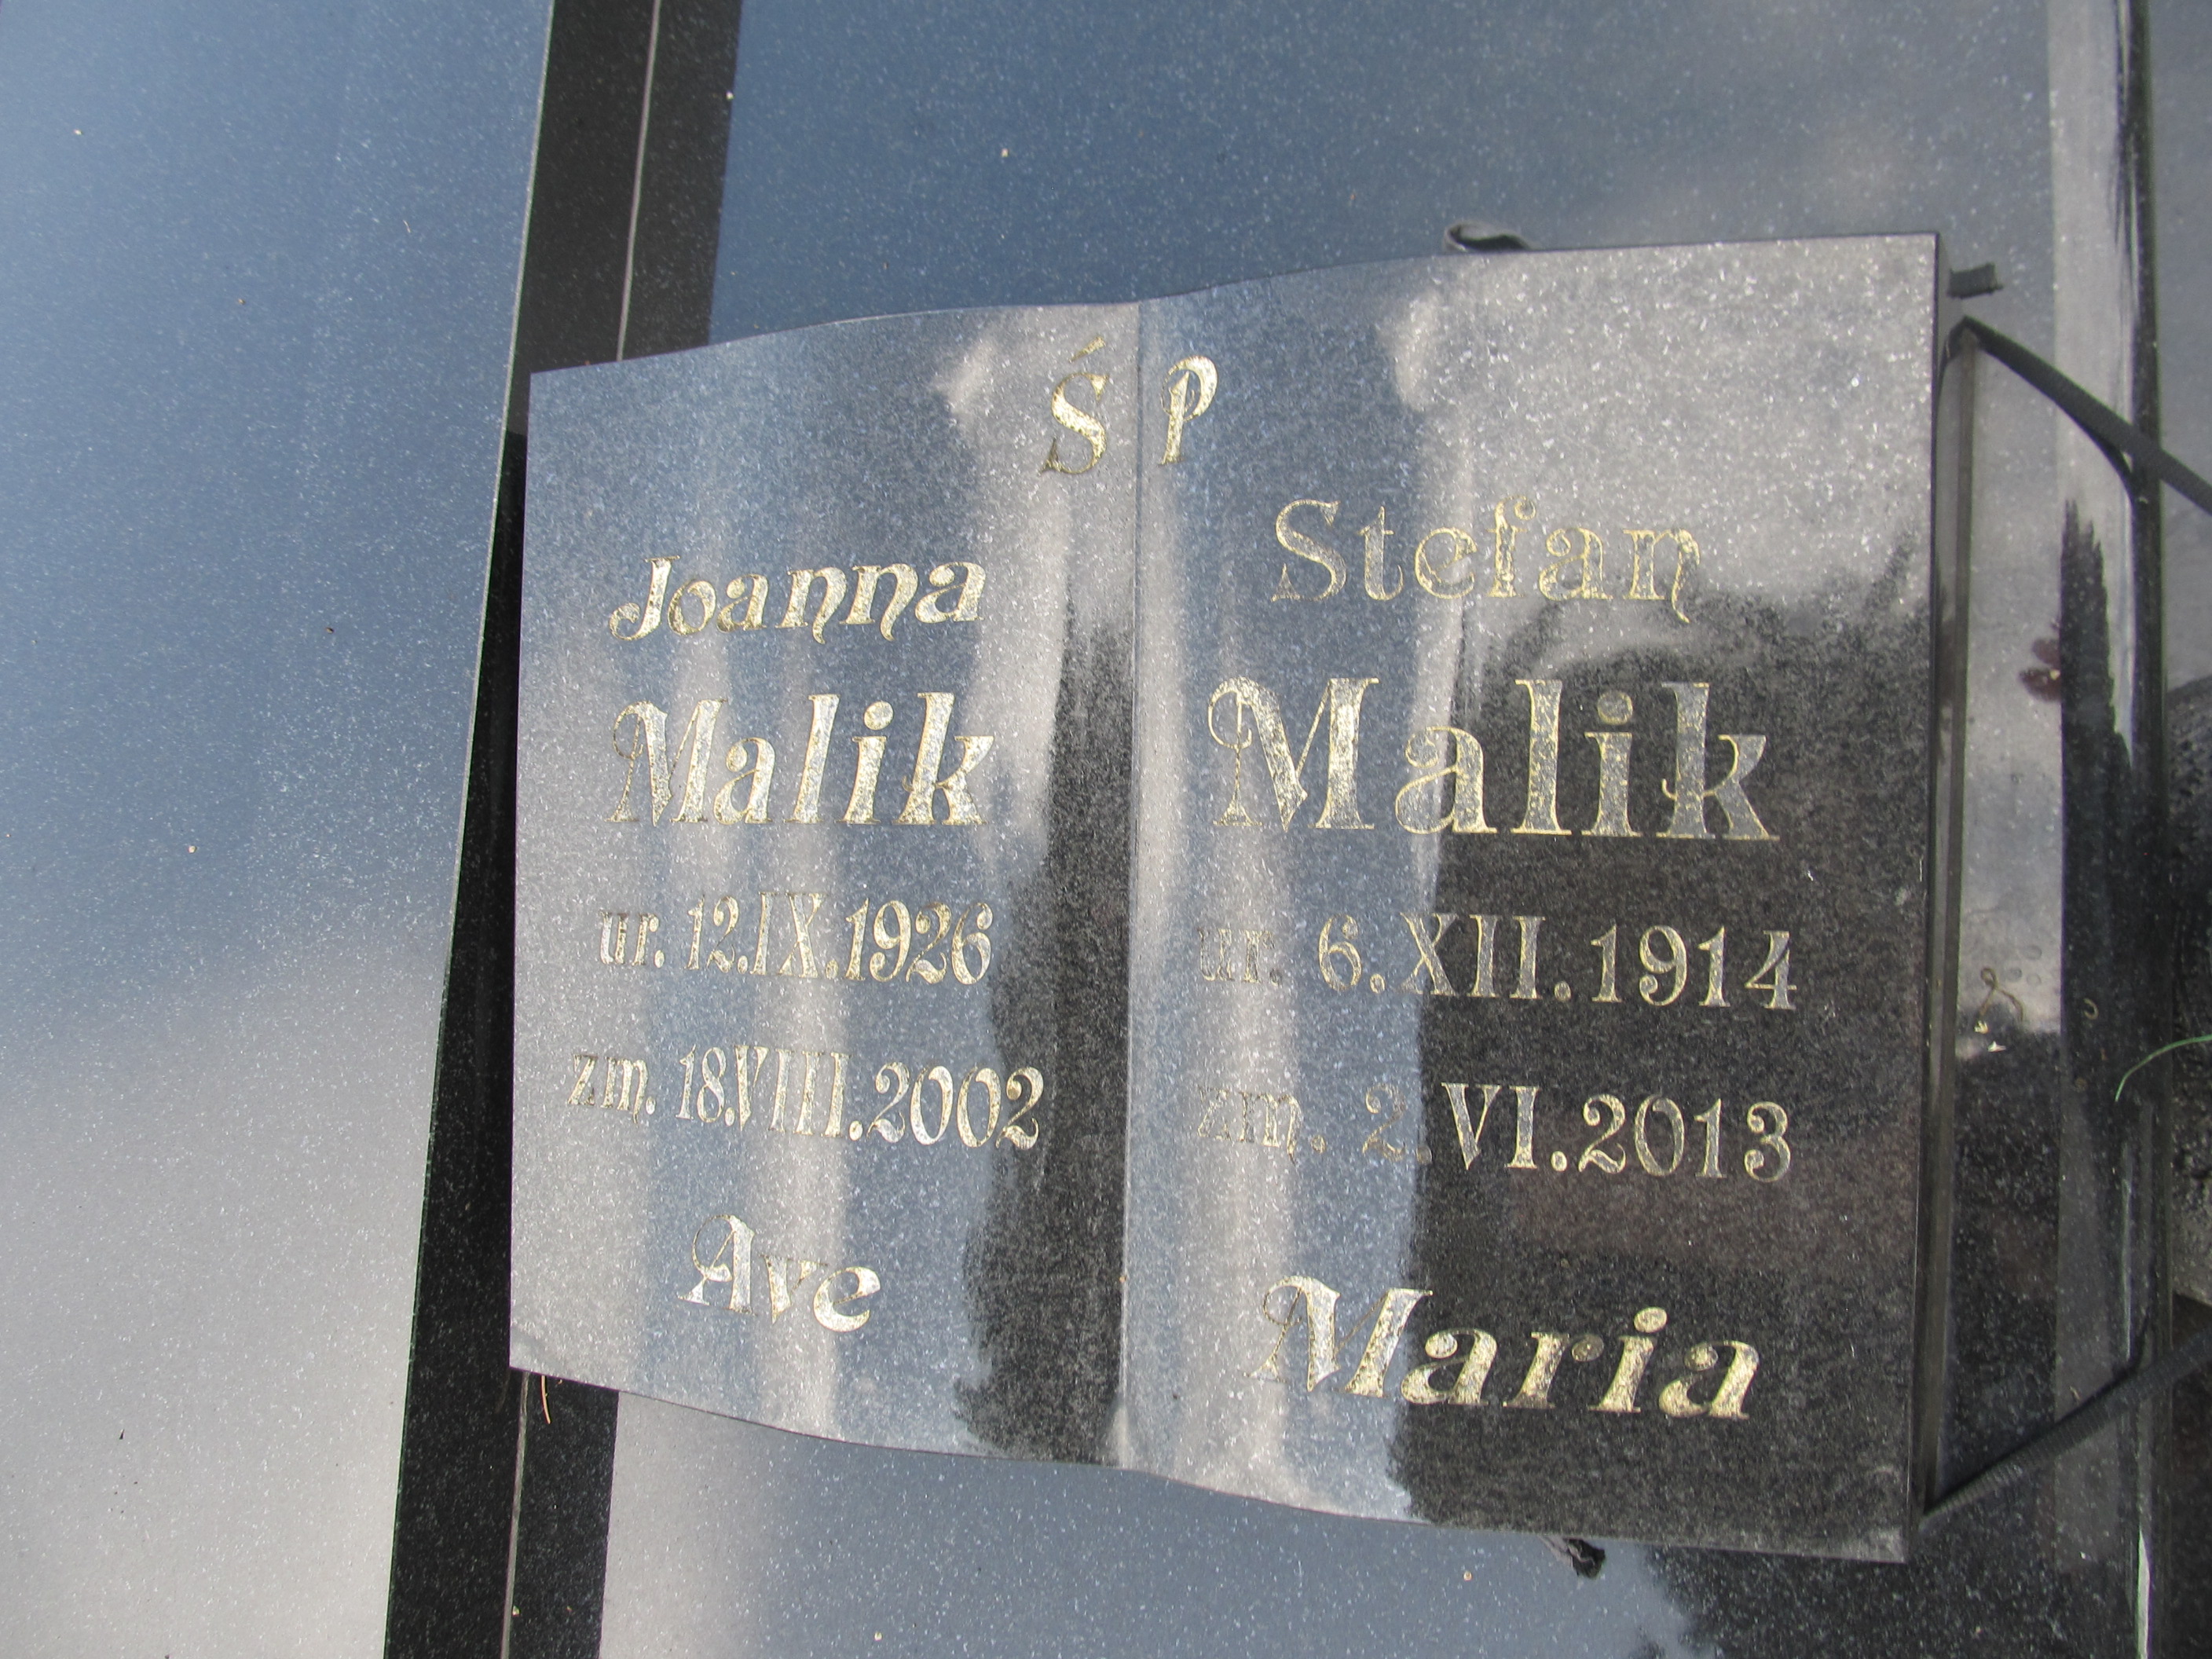 Ś P
Joanna
Malik
ur. 12.IX.1926
zm. 18.VIII.2002
Ave
Stefan
Malik
ur. 6.XII.1914
zm. 2.VI.2013
Maria